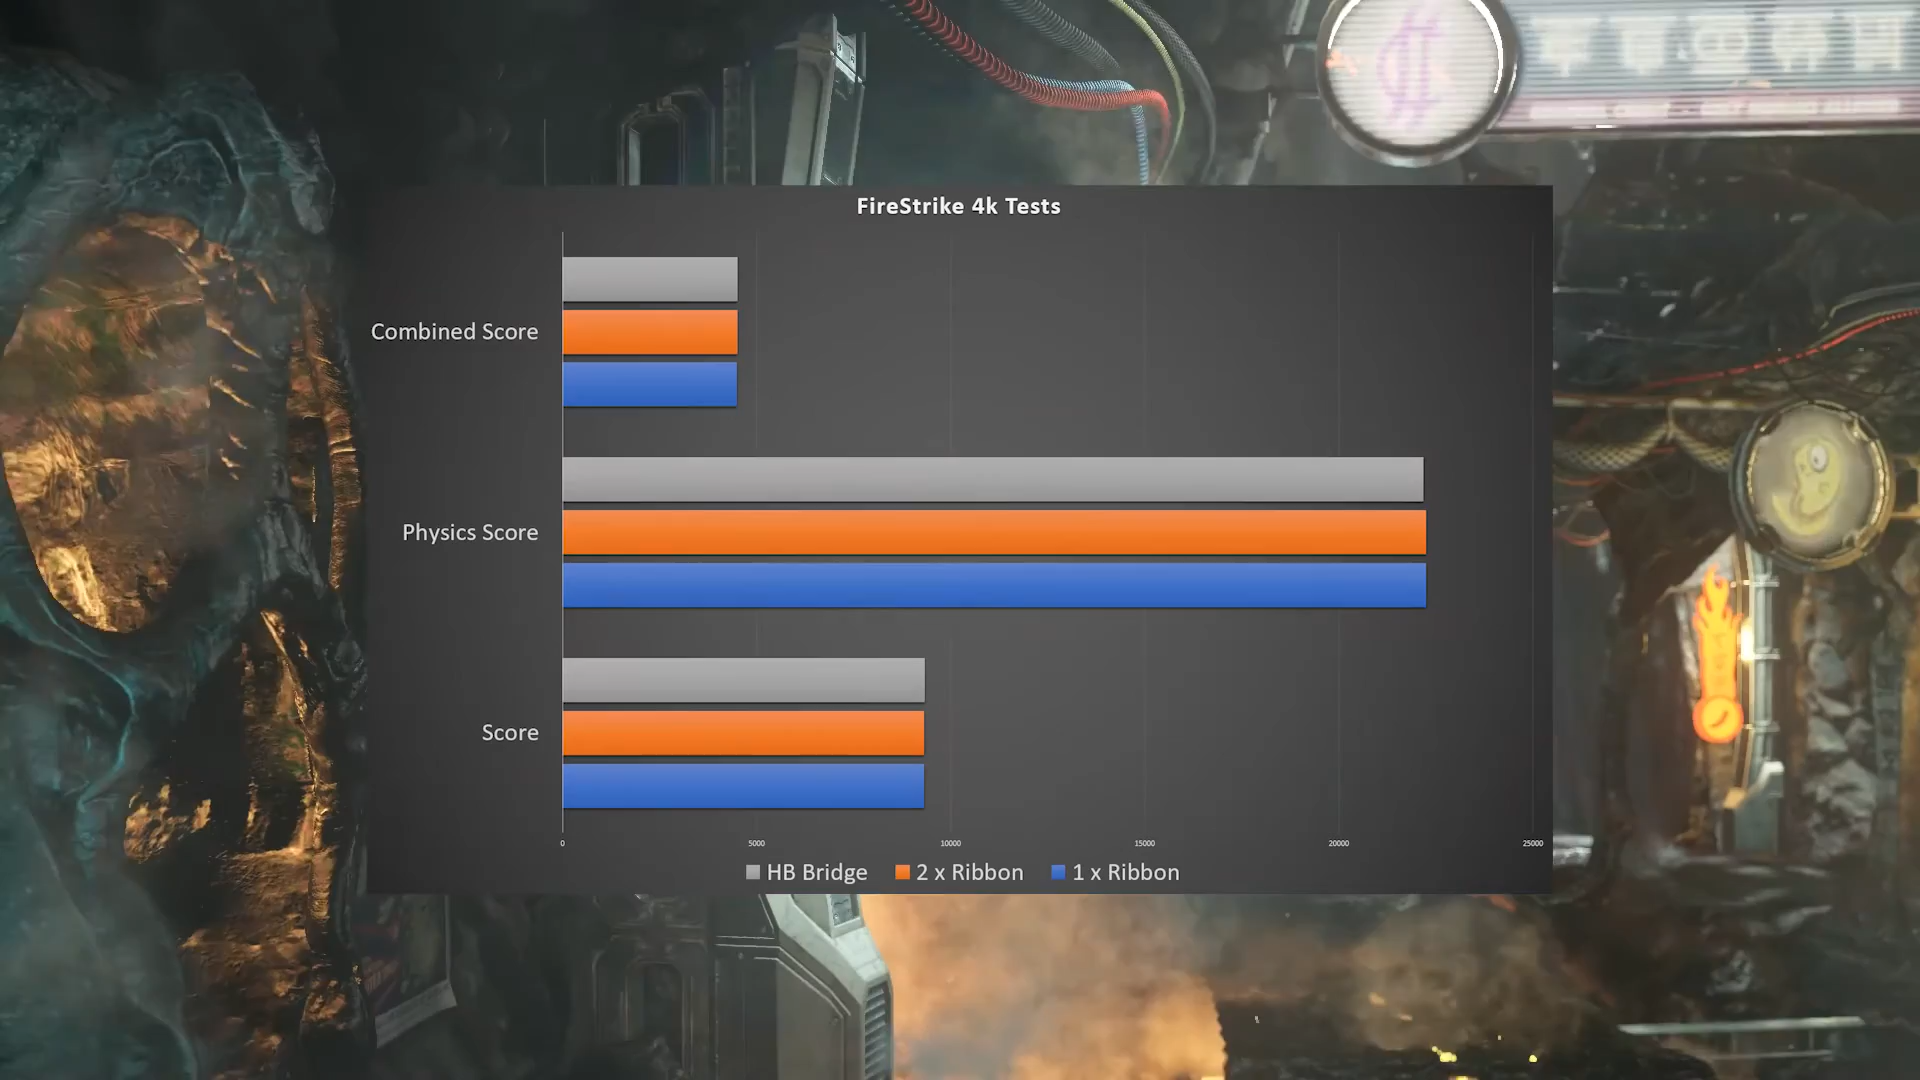 FireStrike 4k Tests
Combined Score
Physics Score
Score
0 5000 10000 15000 20000 25000
HB Bridge 2 x Ribbon 1 x Ribbon